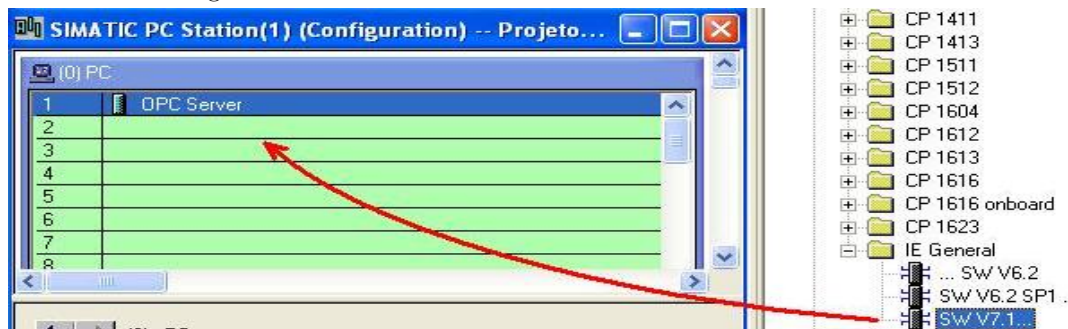 SIMATIC PC Station(1) (Configuration) -- Projeto...
(0) PC
1 OPC Server
2
3
4
5
6
7
8
CP 1411
CP 1413
CP 1511
CP 1512
CP 1604
CP 1612
CP 1613
CP 1616
CP 1616 onboard
CP 1623
IE General
... SW V6.2
SW V6.2 SP1 .
SW V7.1...